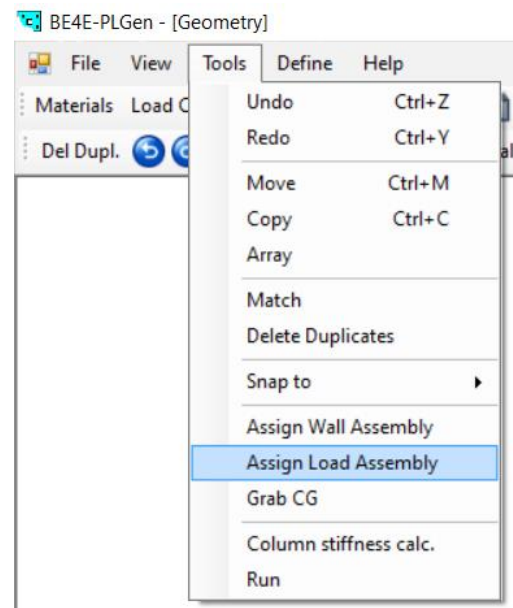 BE4E-PLGen - [Geometry]
File View Tools Define Help
Materials Load C
Del Dupl.
Undo Ctrl+Z
Redo Ctrl+Y
Move Ctrl+M
Copy Ctrl+C
Array
Match
Delete Duplicates
Snap to
Assign Wall Assembly
Assign Load Assembly
Grab CG
Column stiffness calc.
Run